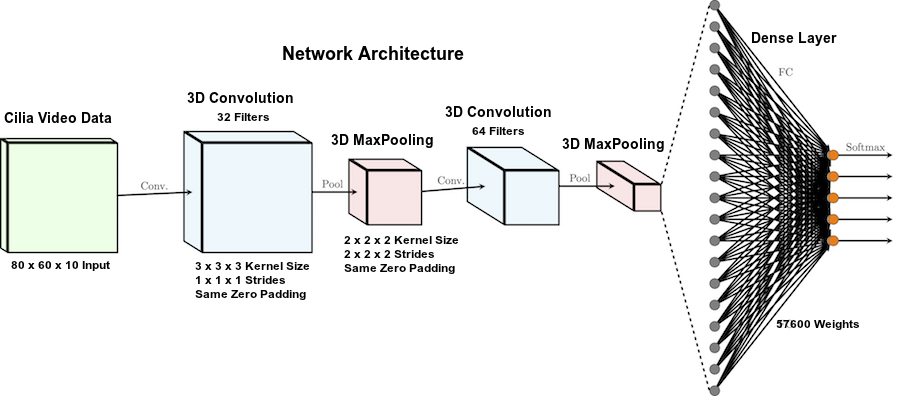 Network Architecture
Cilia Video Data
80 x 60 x 10 Input
Conv.
3D Convolution
32 Filters
3 x 3 x 3 Kernel Size
1 x 1 x 1 Strides
Same Zero Padding
Pool
3D MaxPooling
2 x 2 x 2 Kernel Size
2 x 2 x 2 Strides
Same Zero Padding
Conv.
3D Convolution
64 Filters
Pool
3D MaxPooling
Dense Layer
FC
57600 Weights
Softmax